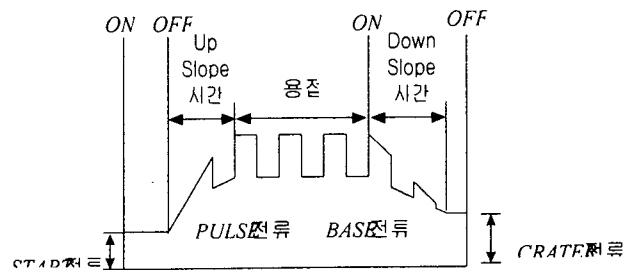 ON OFF ON OFF
Up
Slope
시간
용접
Down
Slope
시간
PULSE전류 BASE전류
START전류
CRATER전류